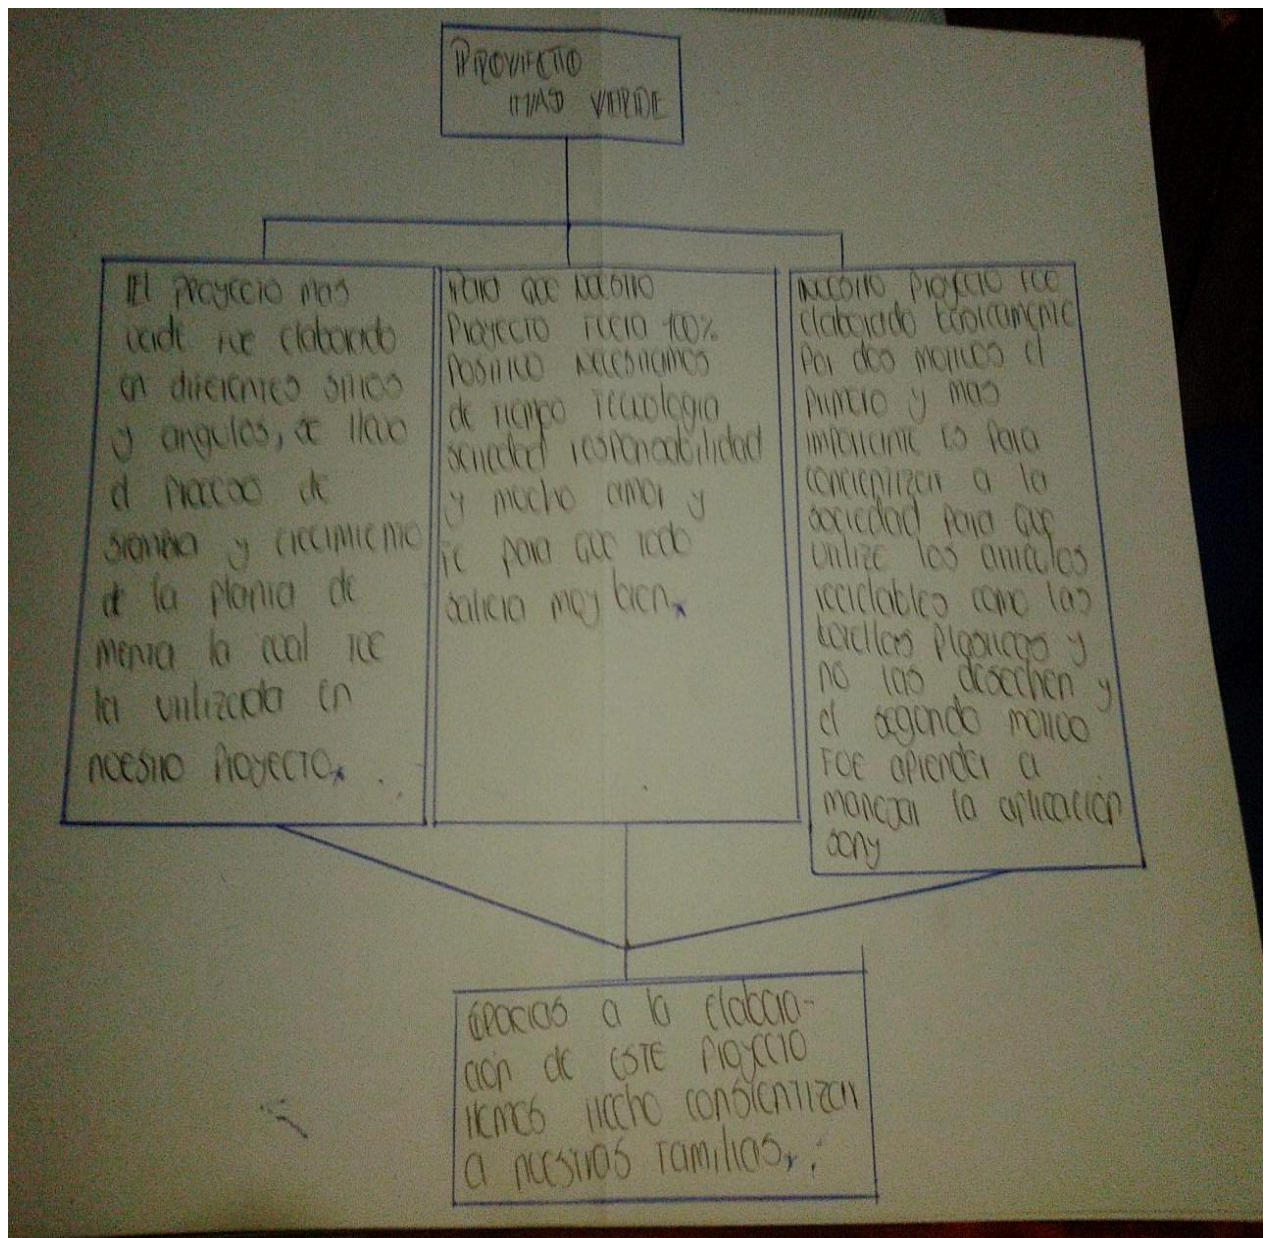 PROYECTO
MAS VERDE
El proyecto mas
verde fue elaborado
en diferentes sitios
y angulos, se llevo
el proceso de
siembra y crecimiento
de la planta de
menta la cual fue
la utilizada en
nuestro Proyecto.
Para que nuestro
Proyecto fuera 100%
Positivo necesitamos
de tiempo tecnologia
seriedad responsabilidad
y mucho amor y
fe para que todo
saliera muy bien.
Nuestro Proyecto fue
elaborado basicamente
Por dos motivos el
primero y mas
importante es para
concientizar a la
sociedad para que
utilize los articulos
reciclables como las
botellas plasticas y
no las desechen y
el segundo motivo
fue aprender a
manejar la aplicación
sony
Gracias a la elabora-
ción de este Proyecto
Hemos Hecho consientizar
a nuestras familias.